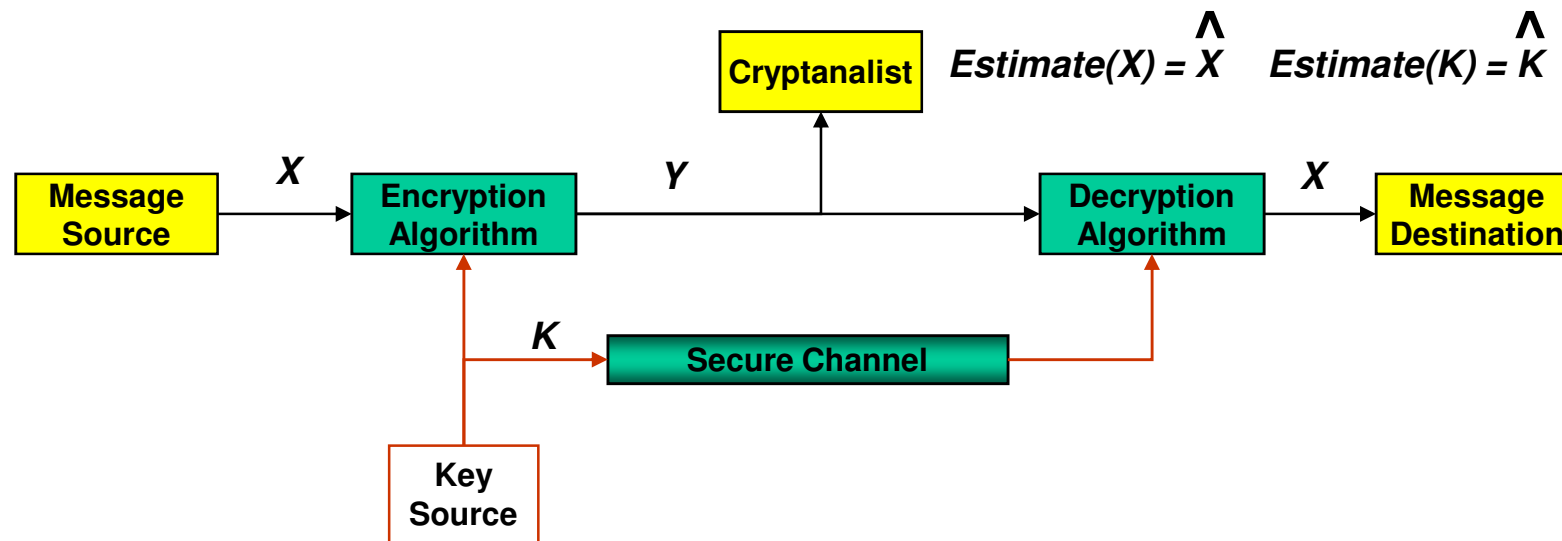 Cryptanalist
Estimate(X) = X̂
Estimate(K) = K̂
X
Y
X
Message
Source
Encryption
Algorithm
Decryption
Algorithm
Message
Destination
K
Secure Channel
Key
Source